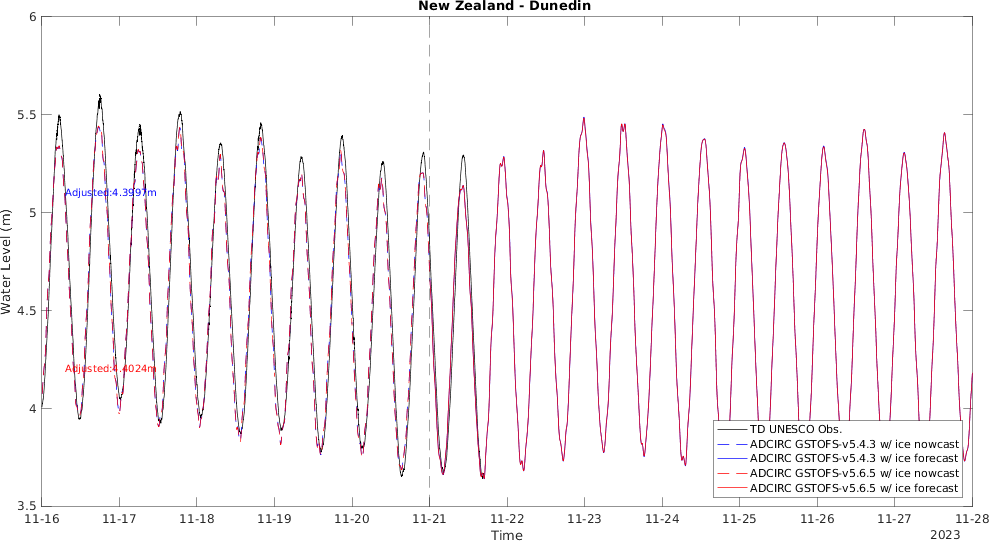 New Zealand - Dunedin
Water Level (m)
6
5.5
5
4.5
4
3.5
Adjusted:4.3997m
Adjusted:4.4024m
TD UNESCO Obs.
ADCIRC GSTOFS-v5.4.3 w/ ice nowcast
ADCIRC GSTOFS-v5.4.3 w/ ice forecast
ADCIRC GSTOFS-v5.6.5 w/ ice nowcast
ADCIRC GSTOFS-v5.6.5 w/ ice forecast
11-16 11-17 11-18 11-19 11-20 11-21 11-22 11-23 11-24 11-25 11-26 11-27 11-28
Time
2023